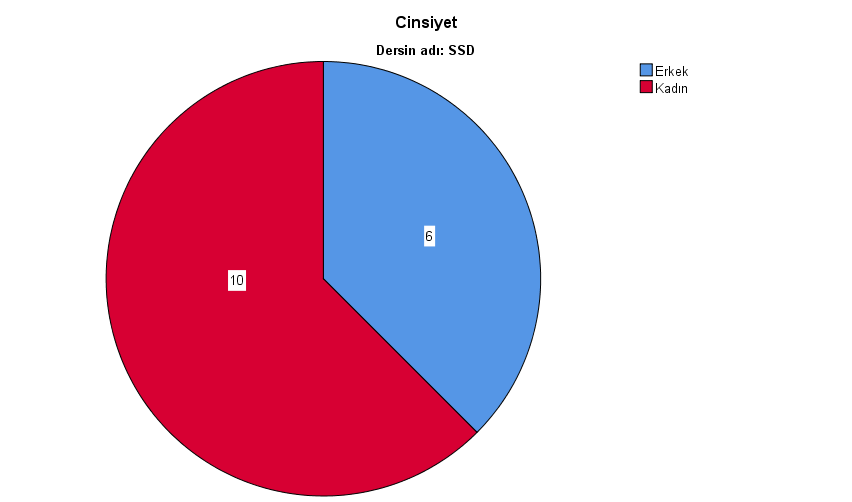 Cinsiyet
Dersin adı: SSD
Erkek
Kadın
6
10